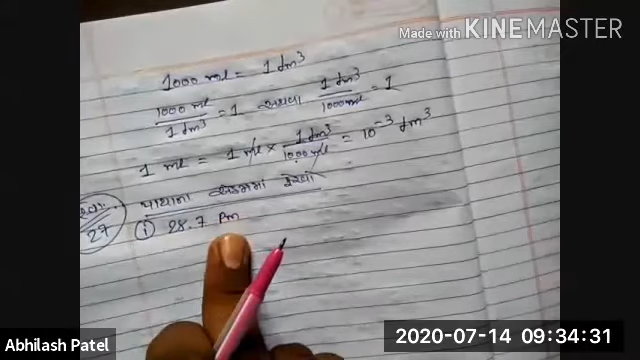 Made with KINEMASTER
1000 ml = 1 dm³
1000 ml / 1 dm³ = 1 અથવા 1 dm³ / 1000 ml = 1
1 ml = 1 ml × 1 dm³ / 1000 ml = 10⁻³ dm³
પાયાના એકમમાં ફેરવો
27
(i) 28.7 Pm
Abhilash Patel
2020-07-14 09:34:31